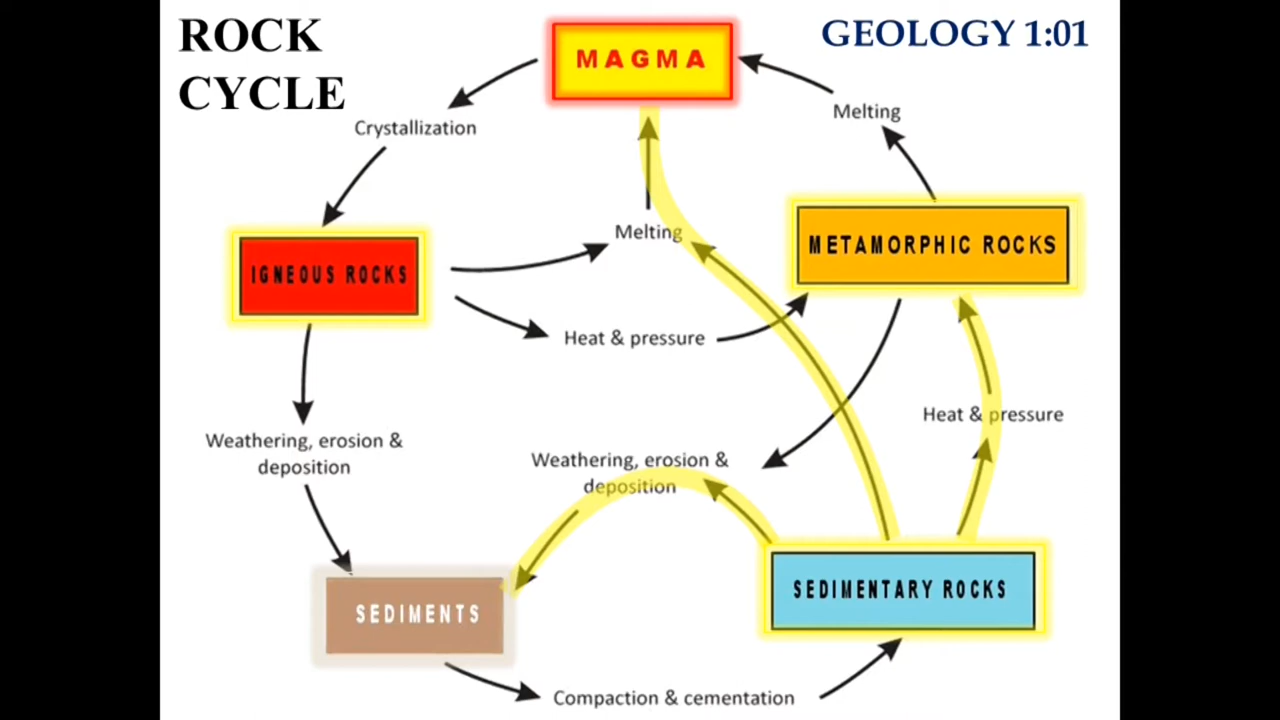 ROCK
CYCLE
MAGMA
GEOLOGY 1:01
Melting
Crystallization
Melting
METAMORPHIC ROCKS
IGNEOUS ROCKS
Heat & pressure
Heat & pressure
Weathering, erosion &
deposition
Weathering, erosion &
deposition
SEDIMENTARY ROCKS
SEDIMENTS
Compaction & cementation